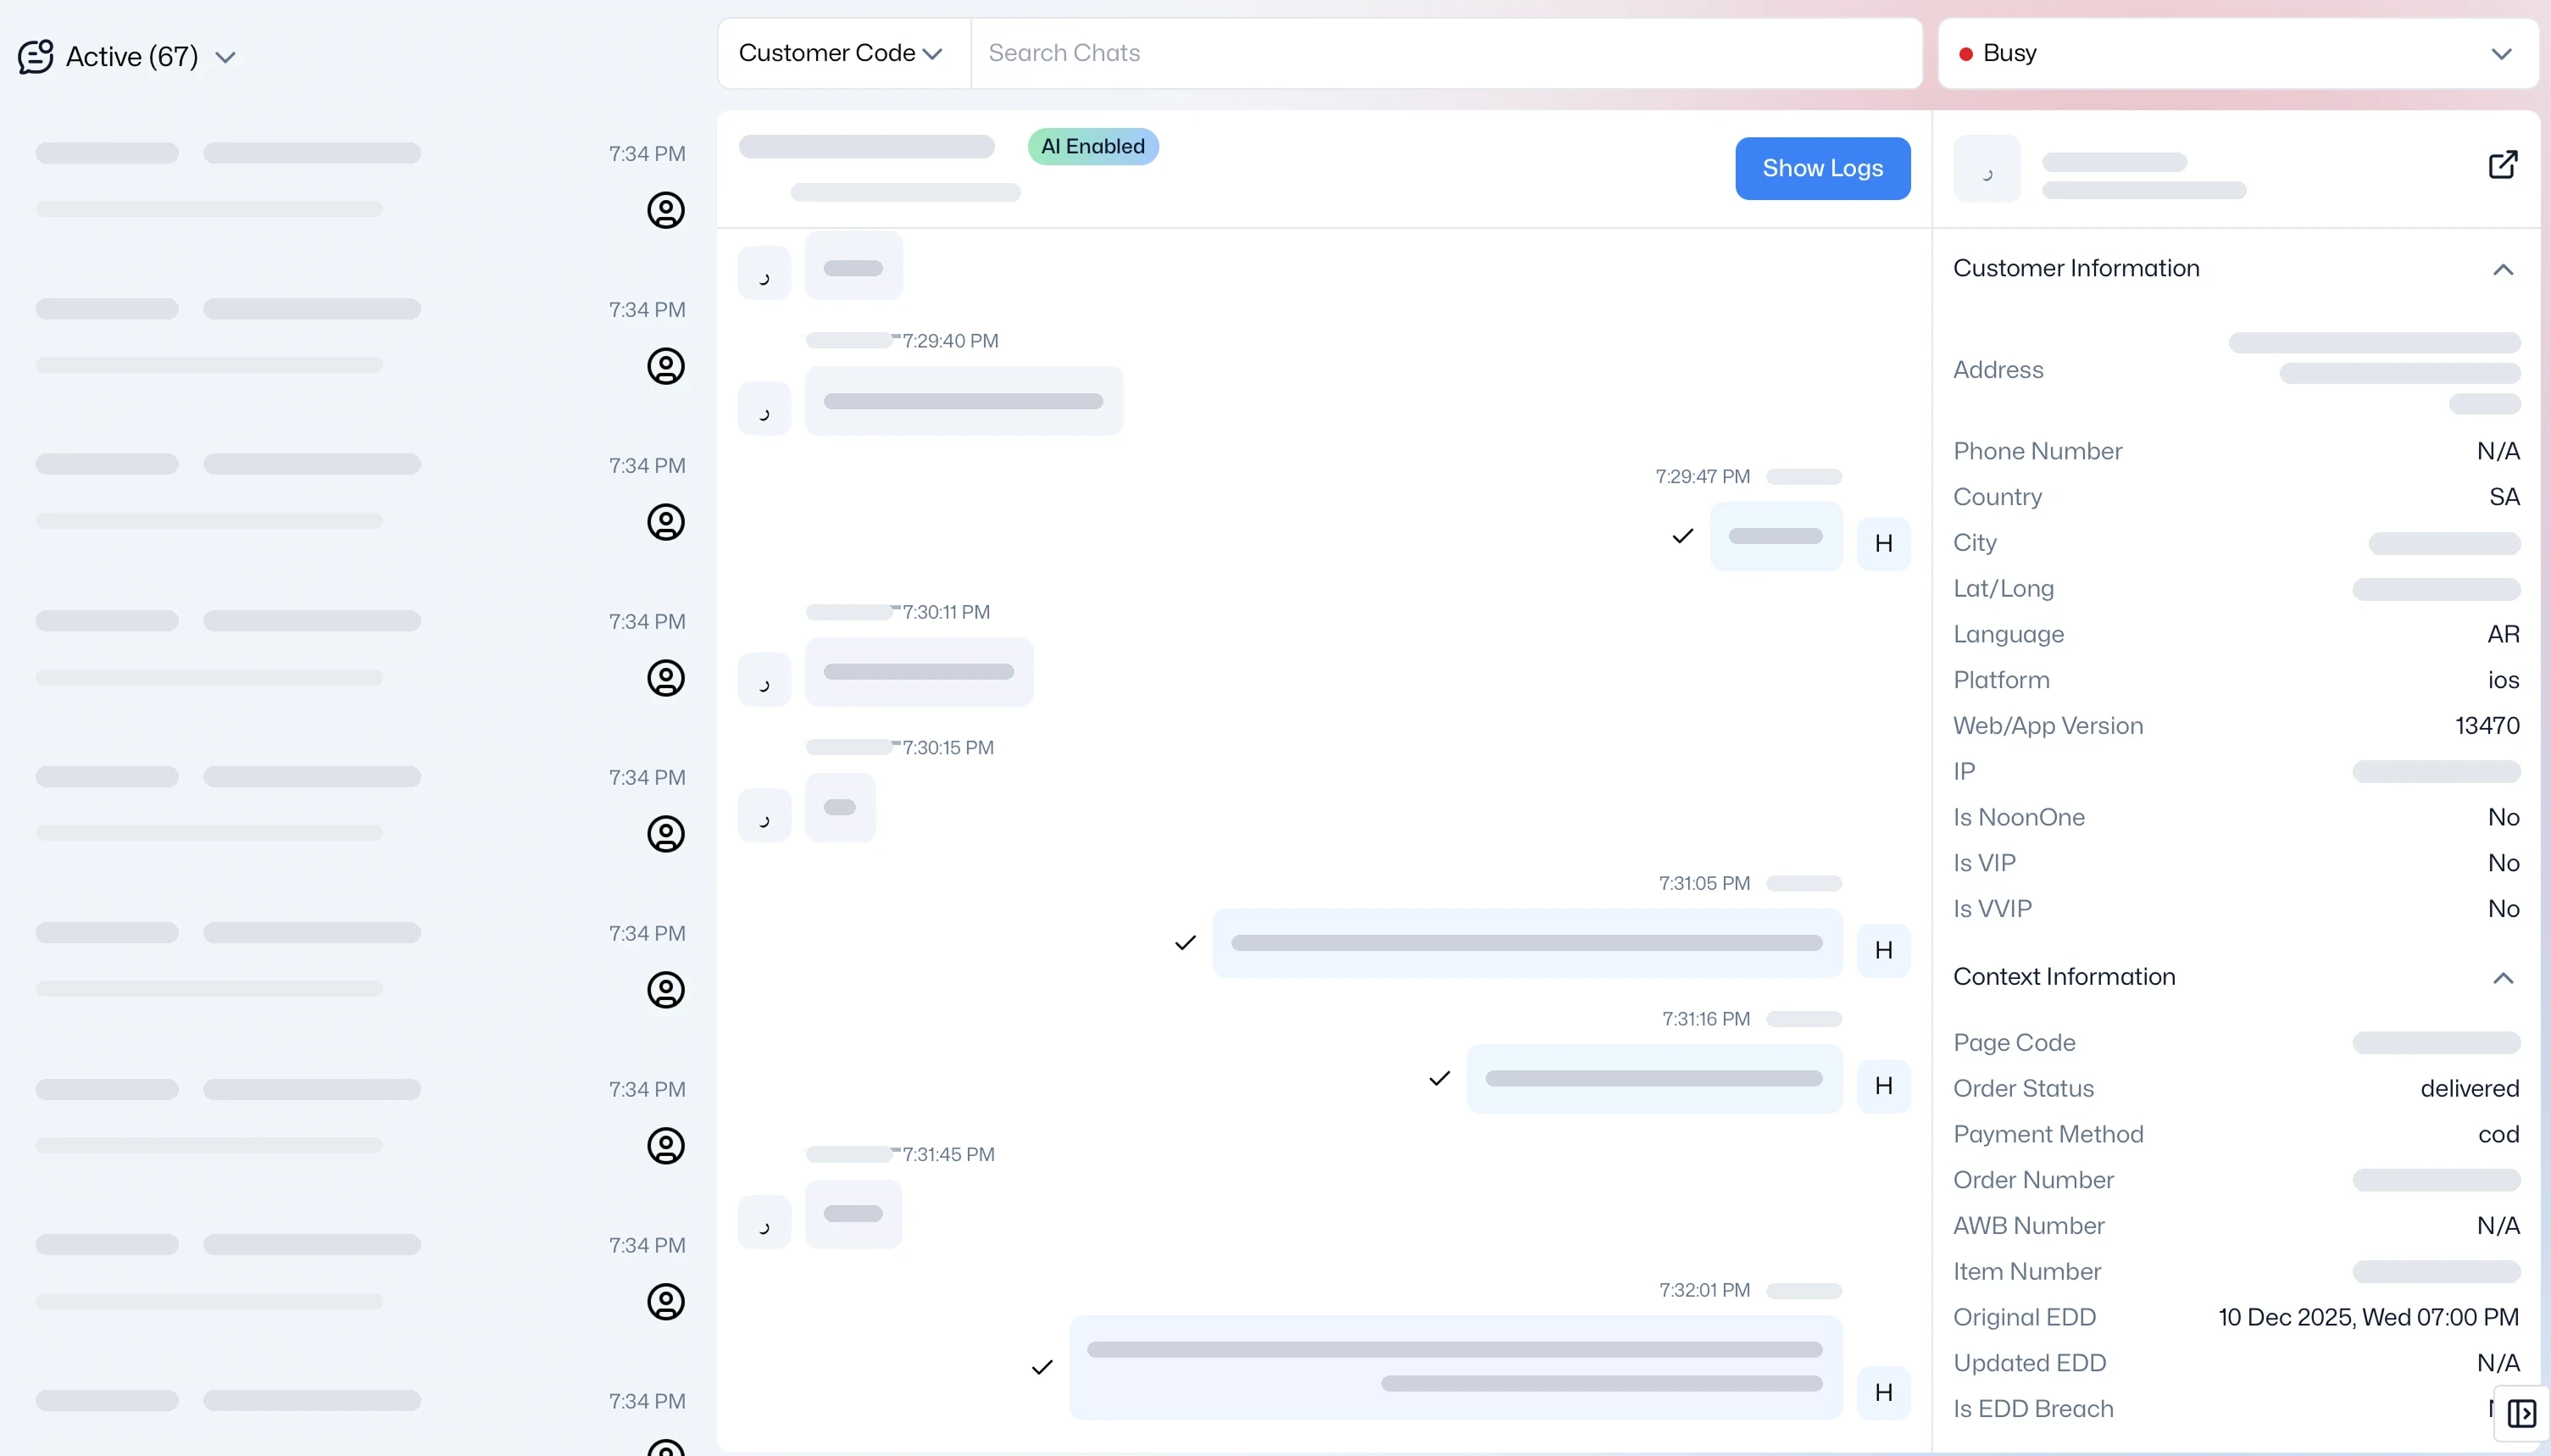 Active (67)
Customer Code
Search Chats
Busy
7:34 PM
7:34 PM
7:34 PM
7:34 PM
7:34 PM
7:34 PM
7:34 PM
7:34 PM
7:34 PM
AI Enabled
Show Logs
ر
7:29:40 PM
ر
7:29:47 PM
H
7:30:11 PM
ر
7:30:15 PM
ر
7:31:05 PM
H
7:31:16 PM
H
7:31:45 PM
ر
7:32:01 PM
H
ر
Customer Information
Address
Phone Number N/A
Country SA
City
Lat/Long
Language AR
Platform ios
Web/App Version 13470
IP
Is NoonOne No
Is VIP No
Is VVIP No
Context Information
Page Code
Order Status delivered
Payment Method cod
Order Number
AWB Number N/A
Item Number
Original EDD 10 Dec 2025, Wed 07:00 PM
Updated EDD N/A
Is EDD Breach